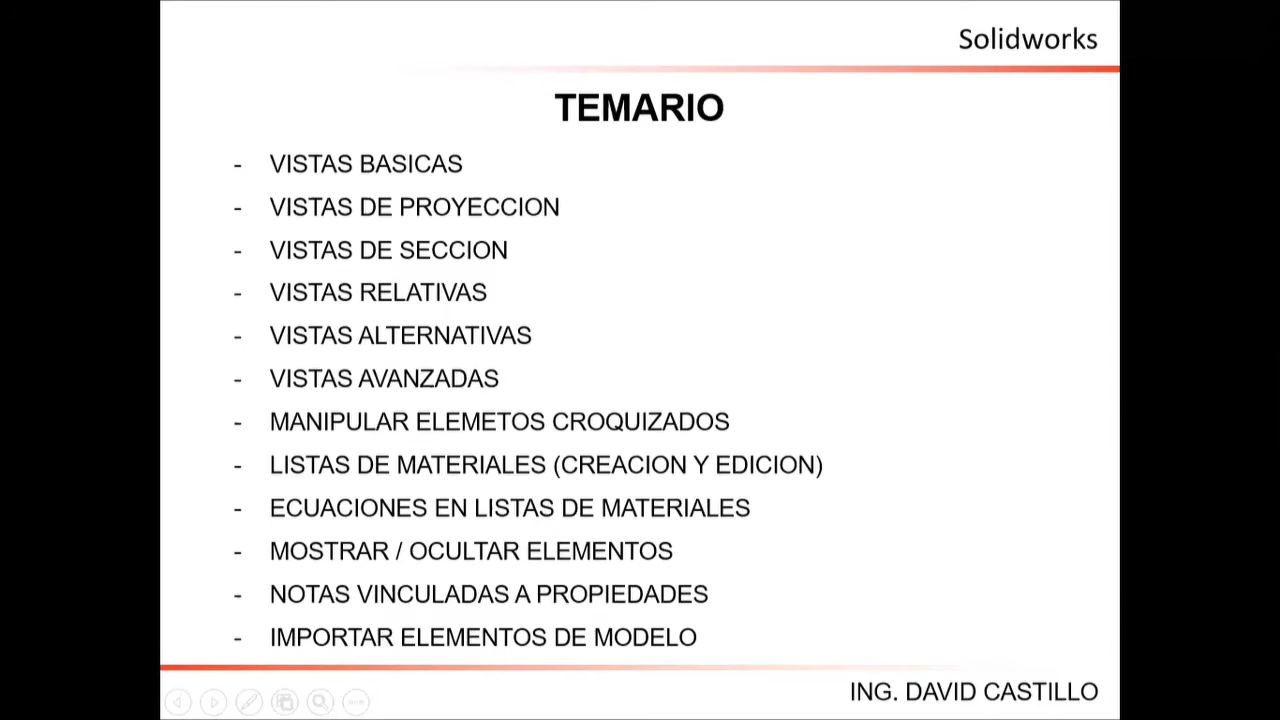 Solidworks
TEMARIO
- VISTAS BASICAS
- VISTAS DE PROYECCION
- VISTAS DE SECCION
- VISTAS RELATIVAS
- VISTAS ALTERNATIVAS
- VISTAS AVANZADAS
- MANIPULAR ELEMETOS CROQUIZADOS
- LISTAS DE MATERIALES (CREACION Y EDICION)
- ECUACIONES EN LISTAS DE MATERIALES
- MOSTRAR / OCULTAR ELEMENTOS
- NOTAS VINCULADAS A PROPIEDADES
- IMPORTAR ELEMENTOS DE MODELO
ING. DAVID CASTILLO